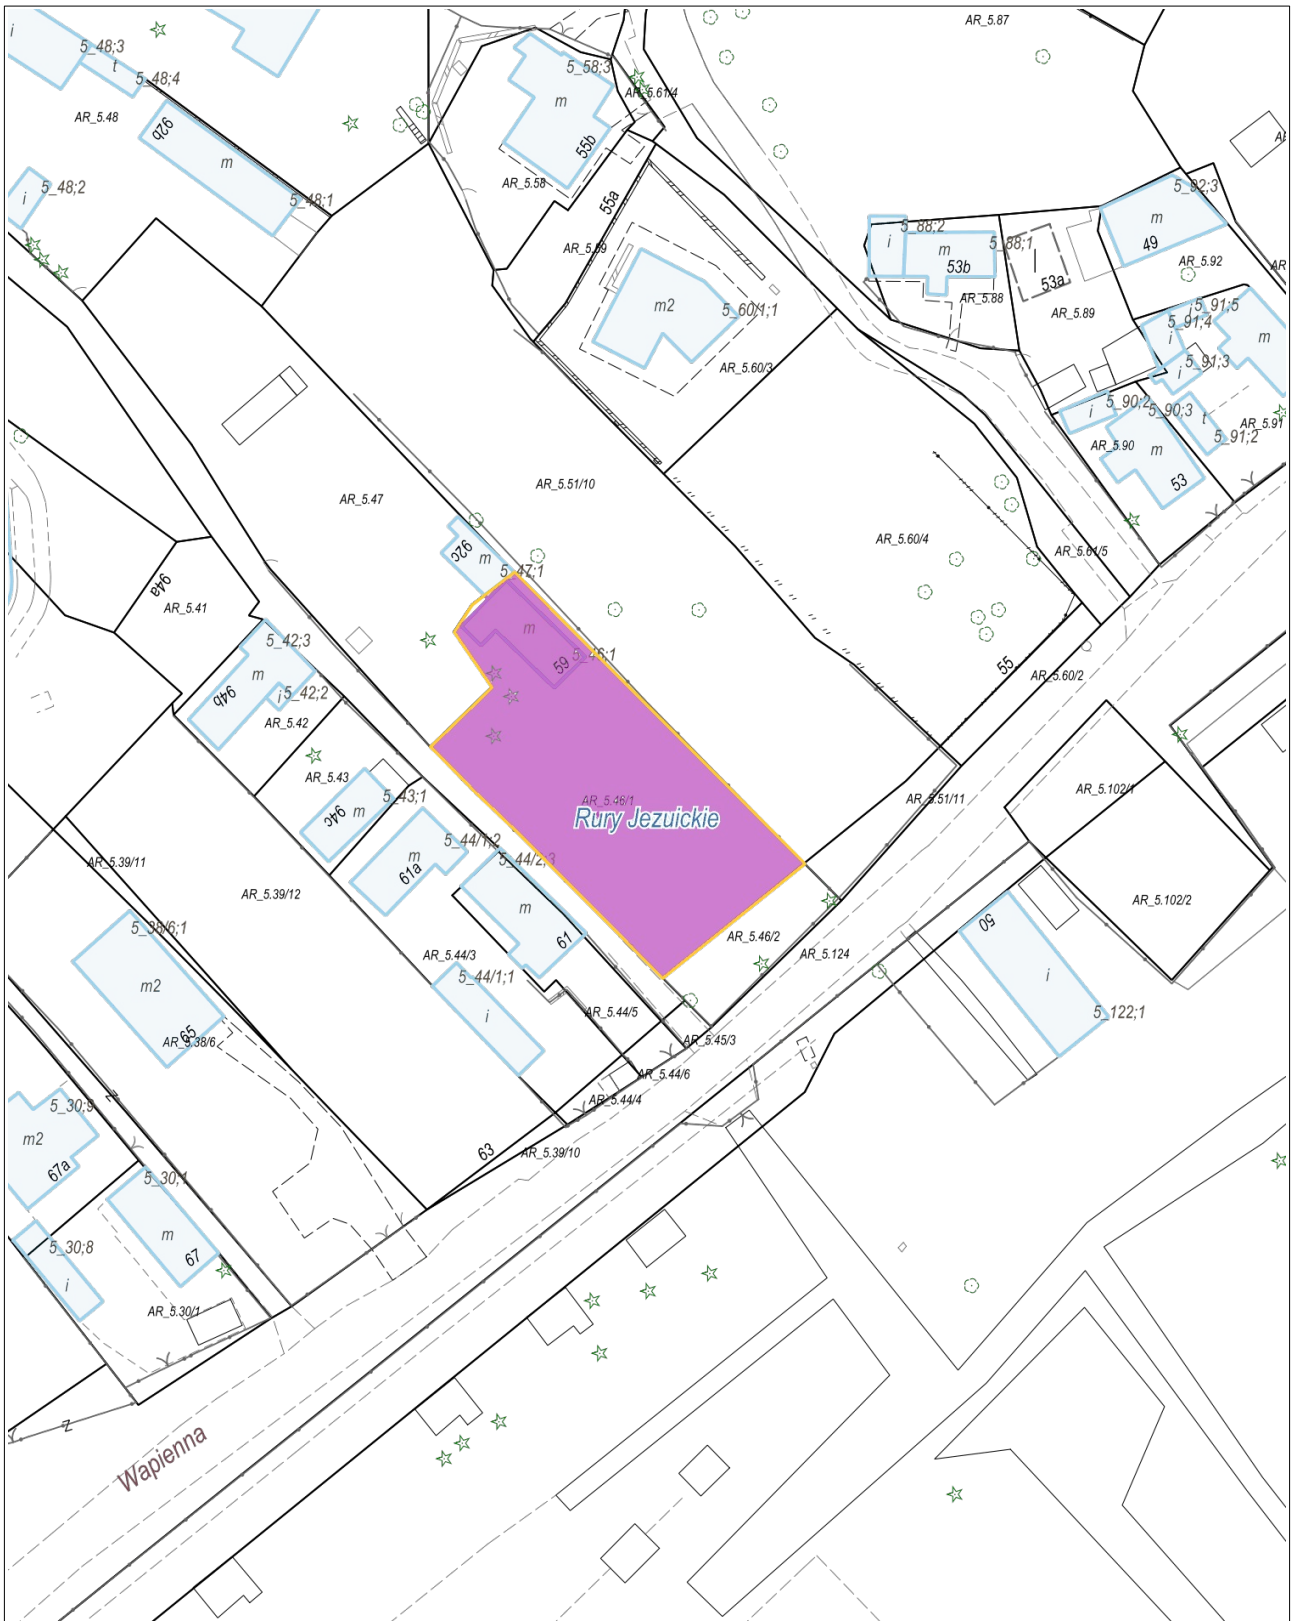 i
5_48;3
t
5_48;4
AR_5.48
92b
m
5_48;1
i
5_48;2
5_58;3
m
55b
AR_5.61/4
AR_5.58
55a
AR_5.59
AR_5.87
5_92;3
m
49
AR_5.92
5_88;2
i
m
5_88;1
53b
53a
AR_5.88
AR_5.89
5_91;5
i
5_91;4
i
m
5_91;3
i
5_90;2
5_90;3
i
t
AR_5.91
5_91;2
AR_5.90
m
53
m2
5_60/1;1
AR_5.60/3
AR_5.47
AR_5.51/10
AR_5.60/4
AR_5.61/5
92c
m
5_47;1
94a
AR_5.41
5_42;3
m
94b
i
5_42;2
AR_5.42
m
59
5_46;1
55
AR_5.60/2
AR_5.43
5_43;1
94c
m
AR_5.46/1
Rury Jezuickie
AR_5.51/11
AR_5.102/1
AR_5.102/2
5_44/1;2
m
61a
5_44/2;3
m
61
AR_5.39/11
AR_5.39/12
AR_5.46/2
AR_5.124
50
i
5_122;1
5_38/6;1
m2
65
AR_5.38/6
AR_5.44/3
5_44/1;1
i
AR_5.44/5
AR_5.45/3
AR_5.44/6
AR_5.44/4
63
AR_5.39/10
z
5_30;9
m2
67a
5_30;1
m
67
5_30;8
i
AR_5.30/1
z
Wapienna